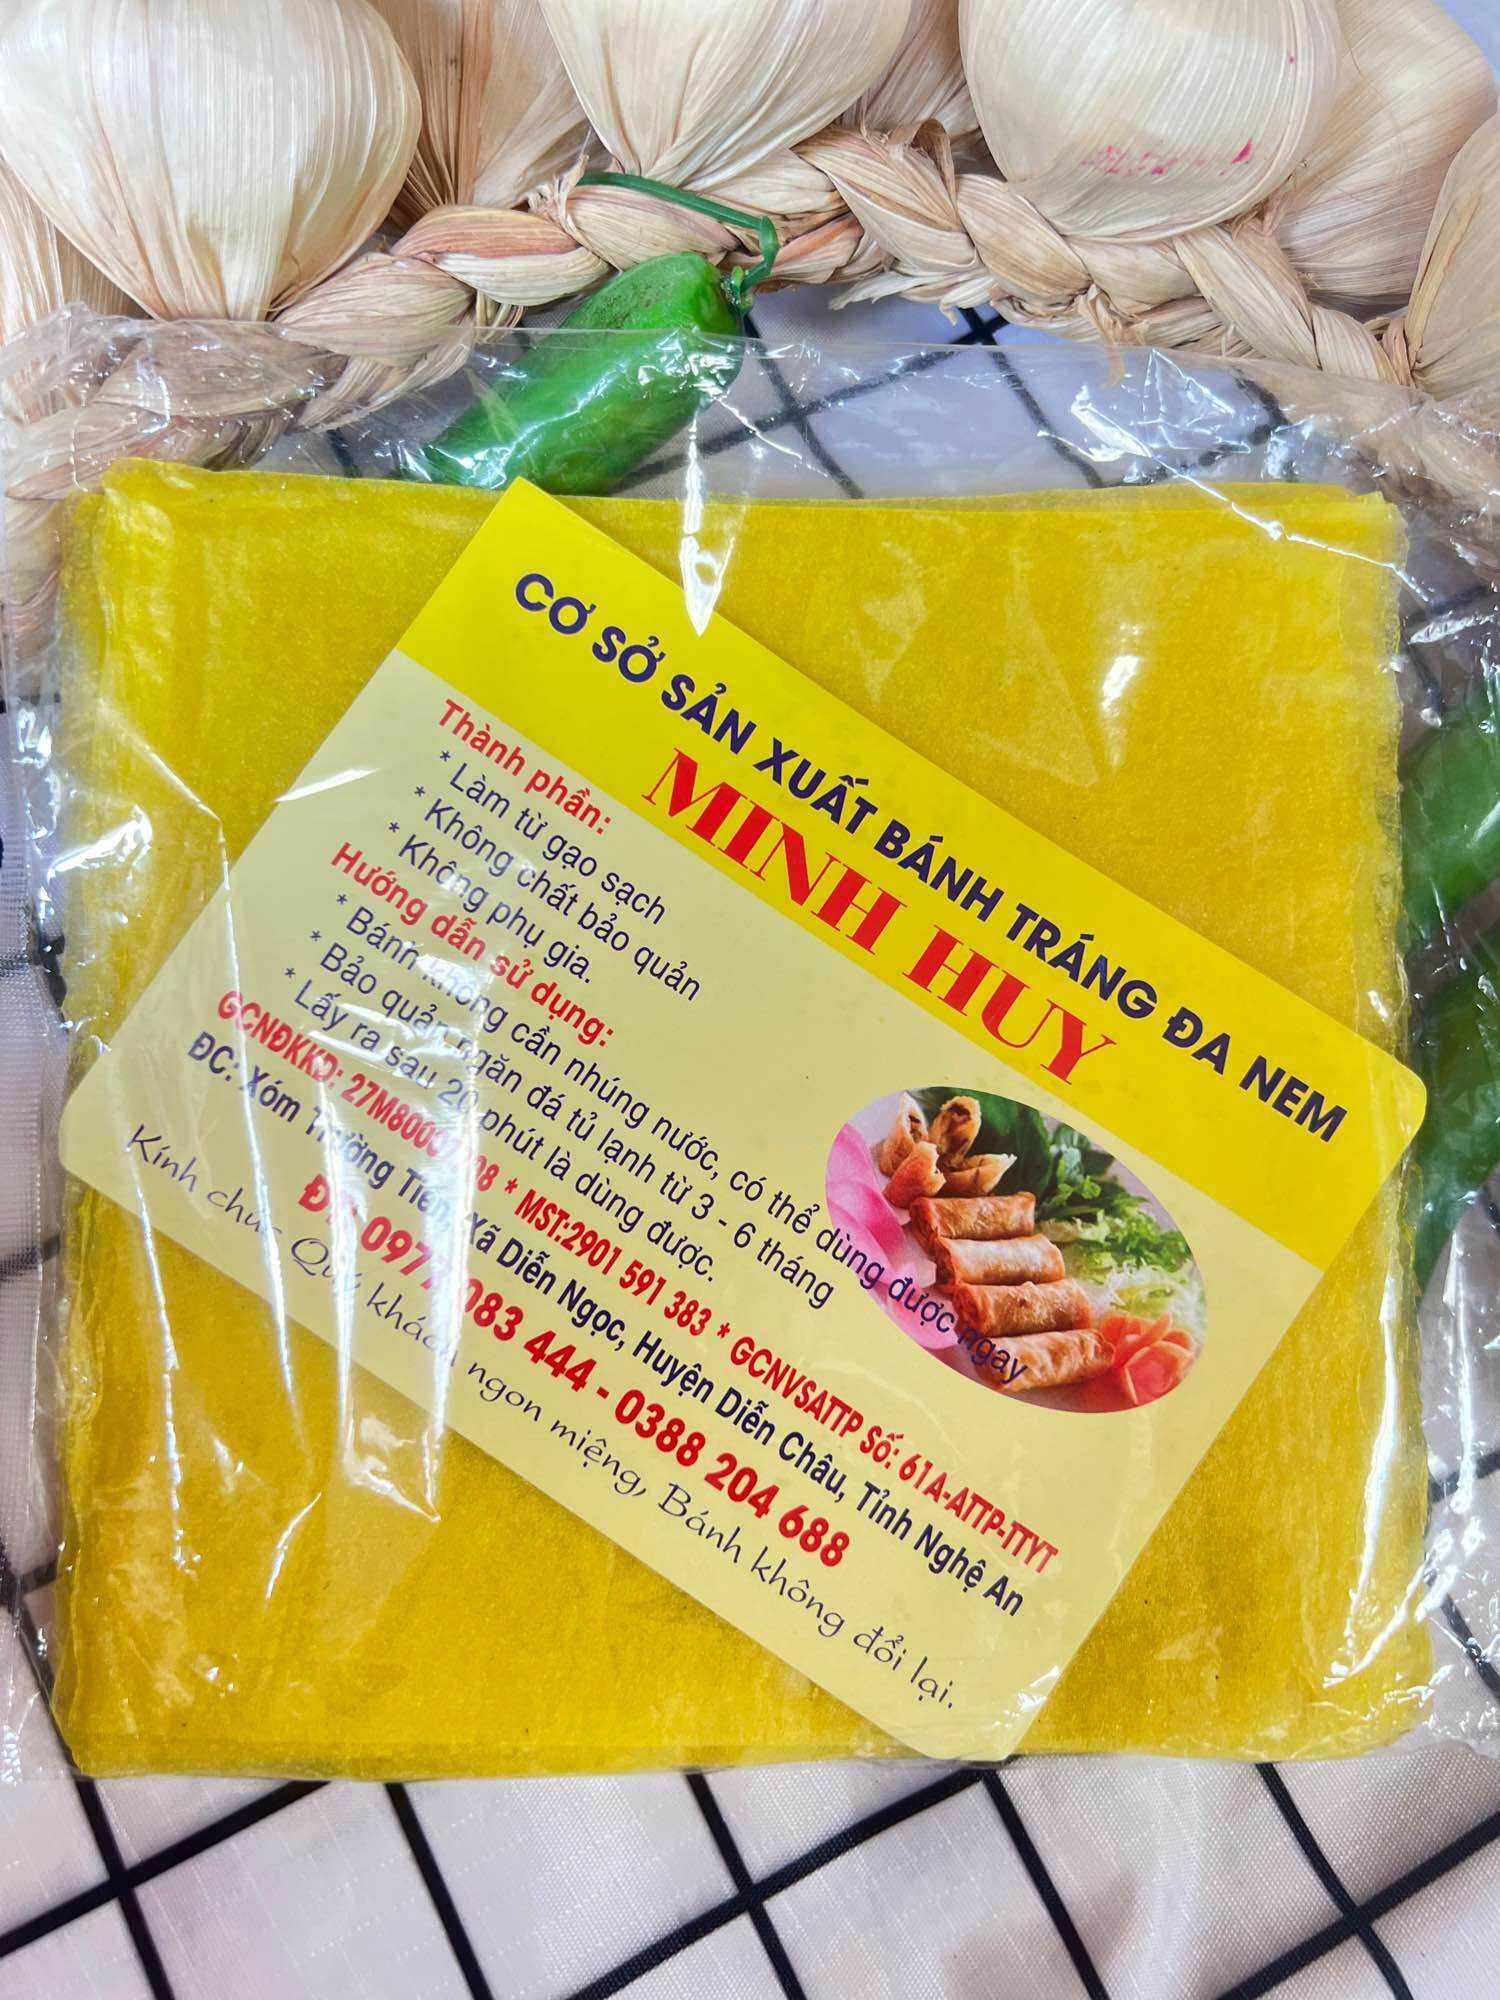 CƠ SỞ SẢN XUẤT BÁNH TRÁNG ĐA NEM
MINH HUY
Thành phần:
* Làm từ gạo sạch
* Không chất bảo quản
* Không phụ gia.
Hướng dẫn sử dụng:
* Bánh không cần nhúng nước, có thể dùng được ngay
* Bảo quản ngăn đá tủ lạnh từ 3 - 6 tháng
* Lấy ra sau 20 phút là dùng được.
GCNĐKKD: * MST:2901 591 383 * GCNVSATTP Số: 61A-ATTP-TTYT
ĐC: Xóm Trường Tiến, Xã Diễn Ngọc, Huyện Diễn Châu, Tỉnh Nghệ An
083 444 - 0388 204 688
Kính chúc Quý khách ngon miệng, Bánh không đổi lại.